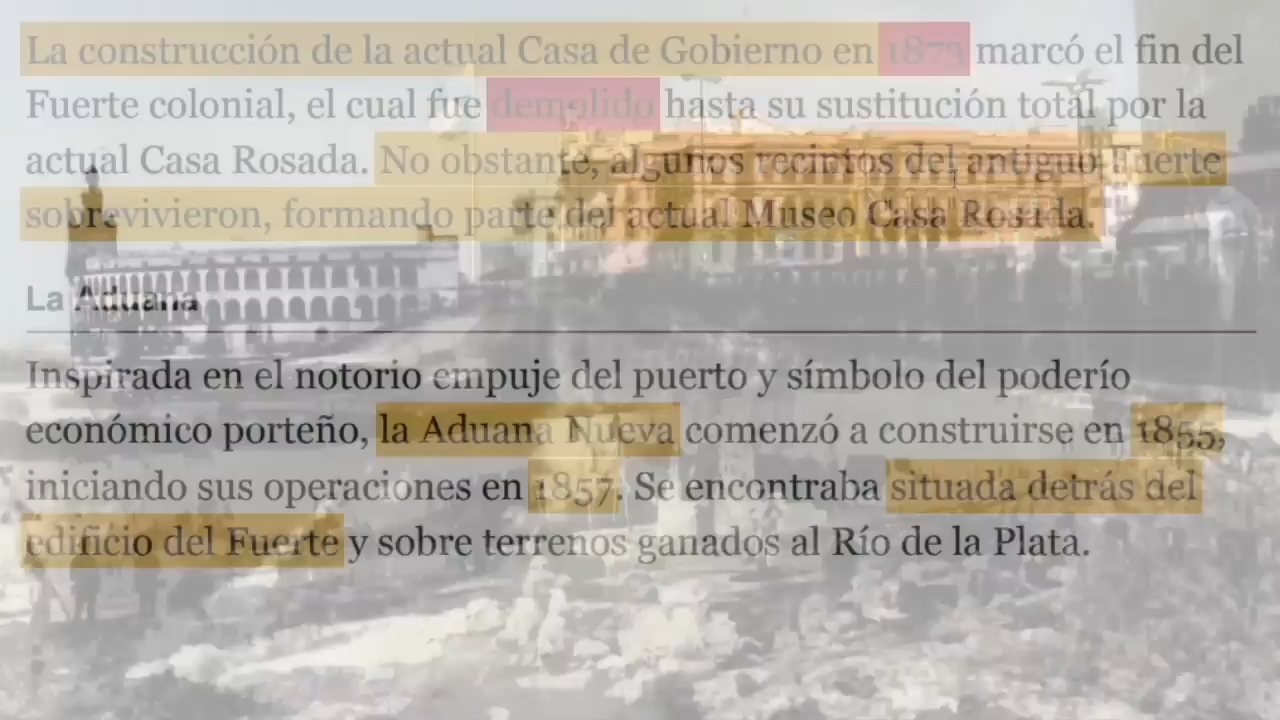 La construcción de la actual Casa de Gobierno en 1873 marcó el fin del
Fuerte colonial, el cual fue demolido hasta su sustitución total por la
actual Casa Rosada. No obstante, algunos recintos del antiguo Fuerte
sobrevivieron, formando parte del actual Museo Casa Rosada.
La Aduana
Inspirada en el notorio empuje del puerto y símbolo del poderío
económico porteño, la Aduana Nueva comenzó a construirse en 1855,
iniciando sus operaciones en 1857. Se encontraba situada detrás del
edificio del Fuerte y sobre terrenos ganados al Río de la Plata.